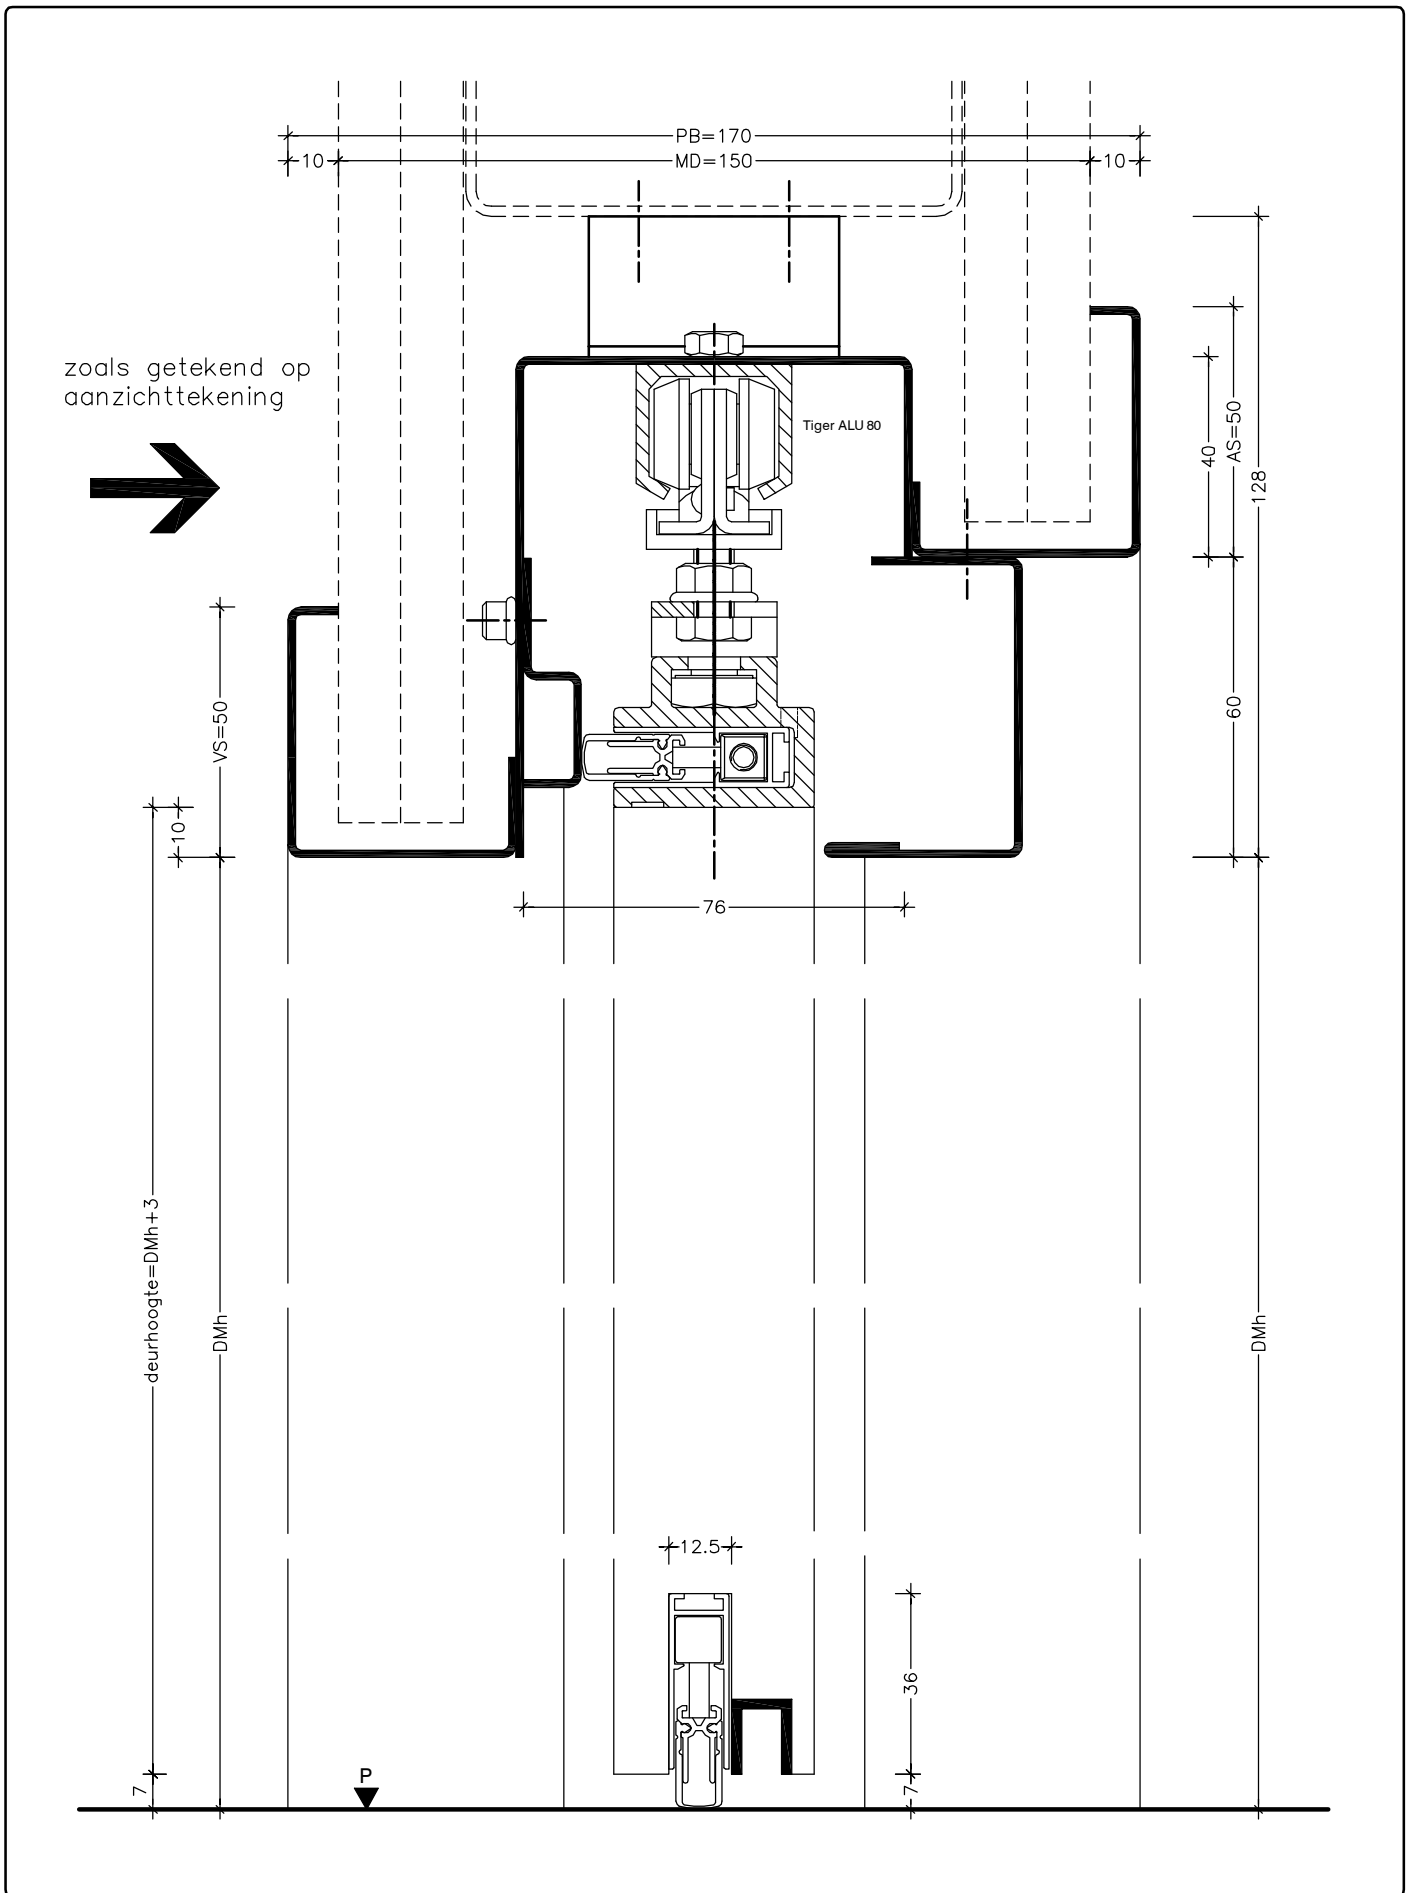 PB=170
10
MD=150
10
zoals getekend op
aanzichttekening
Tiger ALU 80
40
AS=50
128
VS=50
60
10
76
deurhoogte=DMh+3
DMh
DMh
12.5
36
P
7
7